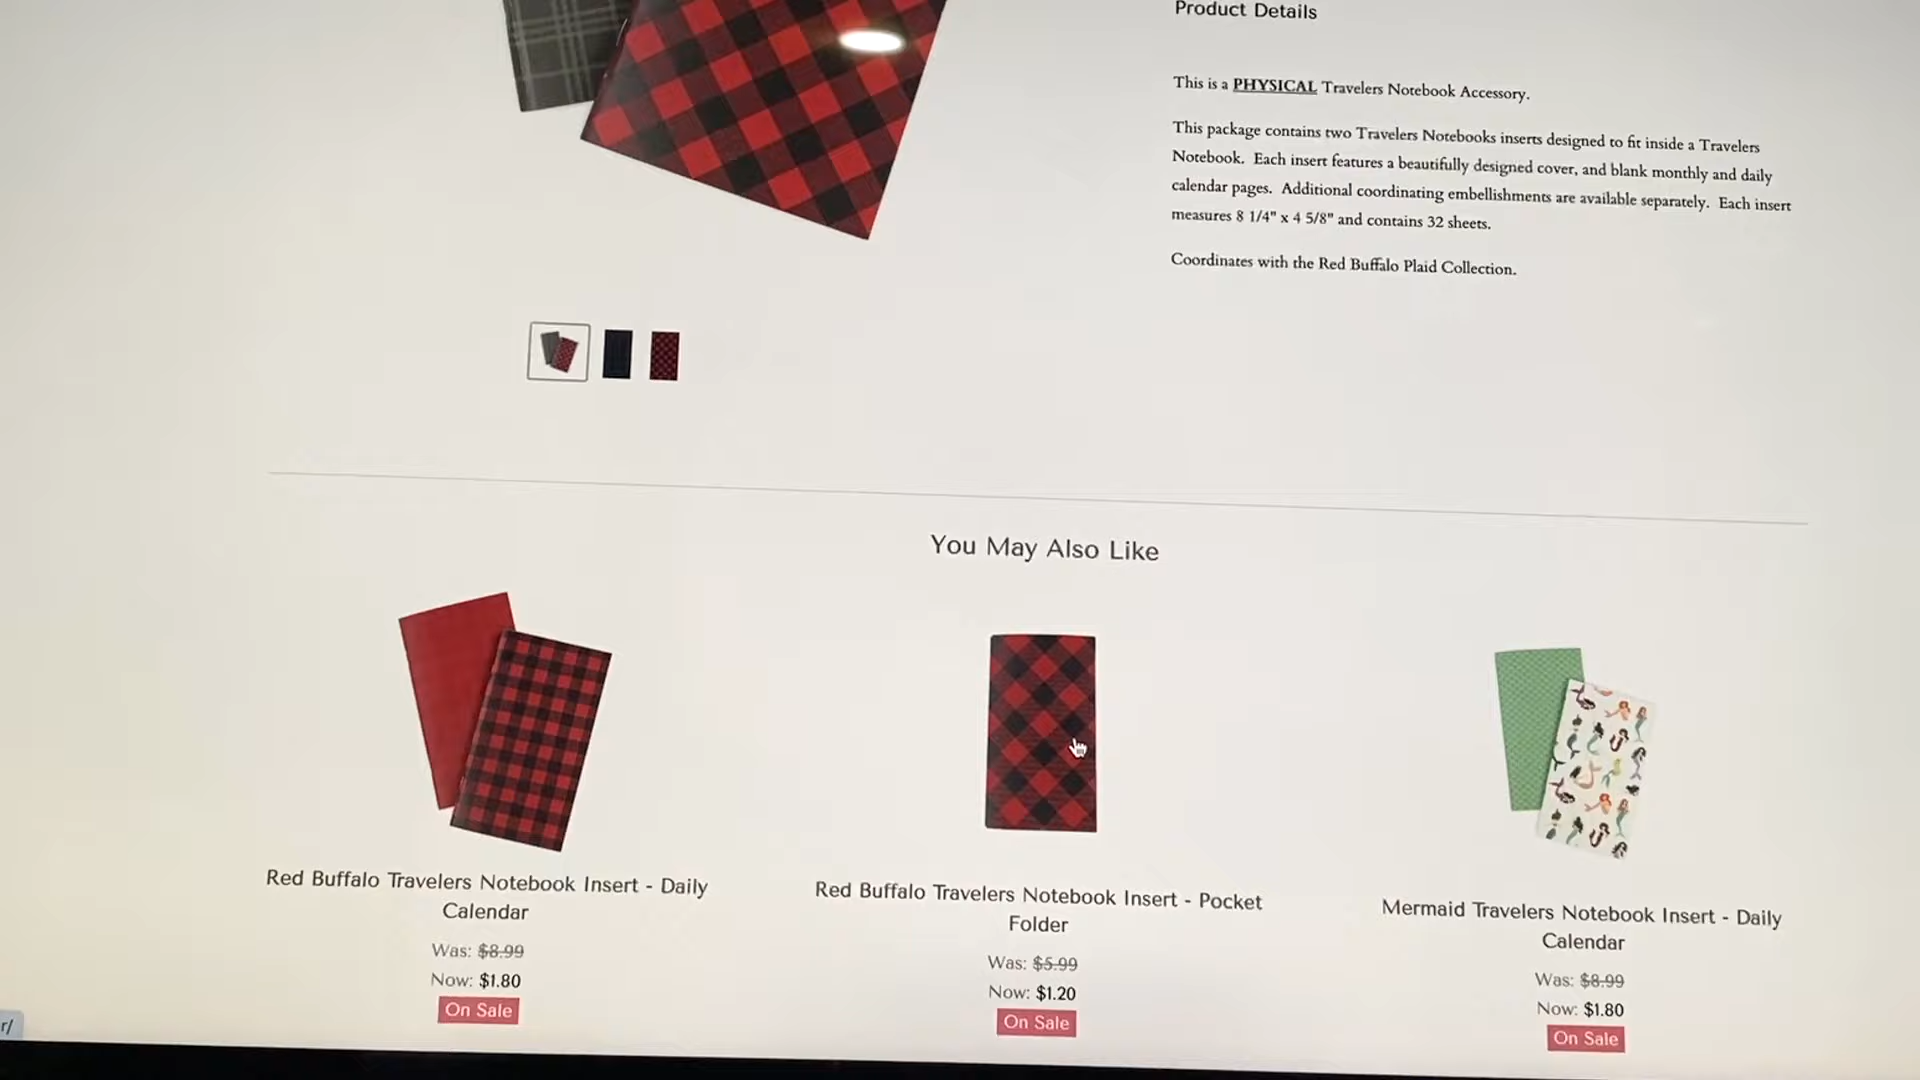 Product Details
This is a PHYSICAL Travelers Notebook Accessory.
This package contains two Travelers Notebooks inserts designed to fit inside a Travelers
Notebook. Each insert features a beautifully designed cover, and blank monthly and daily
calendar pages. Additional coordinating embellishments are available separately. Each insert
measures 8 1/4" x 4 5/8" and contains 32 sheets.
Coordinates with the Red Buffalo Plaid Collection.
You May Also Like
Red Buffalo Travelers Notebook Insert - Daily
Calendar
Was: $8.99
Now: $1.80
On Sale
Red Buffalo Travelers Notebook Insert - Pocket
Folder
Was: $5.99
Now: $1.20
On Sale
Mermaid Travelers Notebook Insert - Daily
Calendar
Was: $8.99
Now: $1.80
On Sale
r/